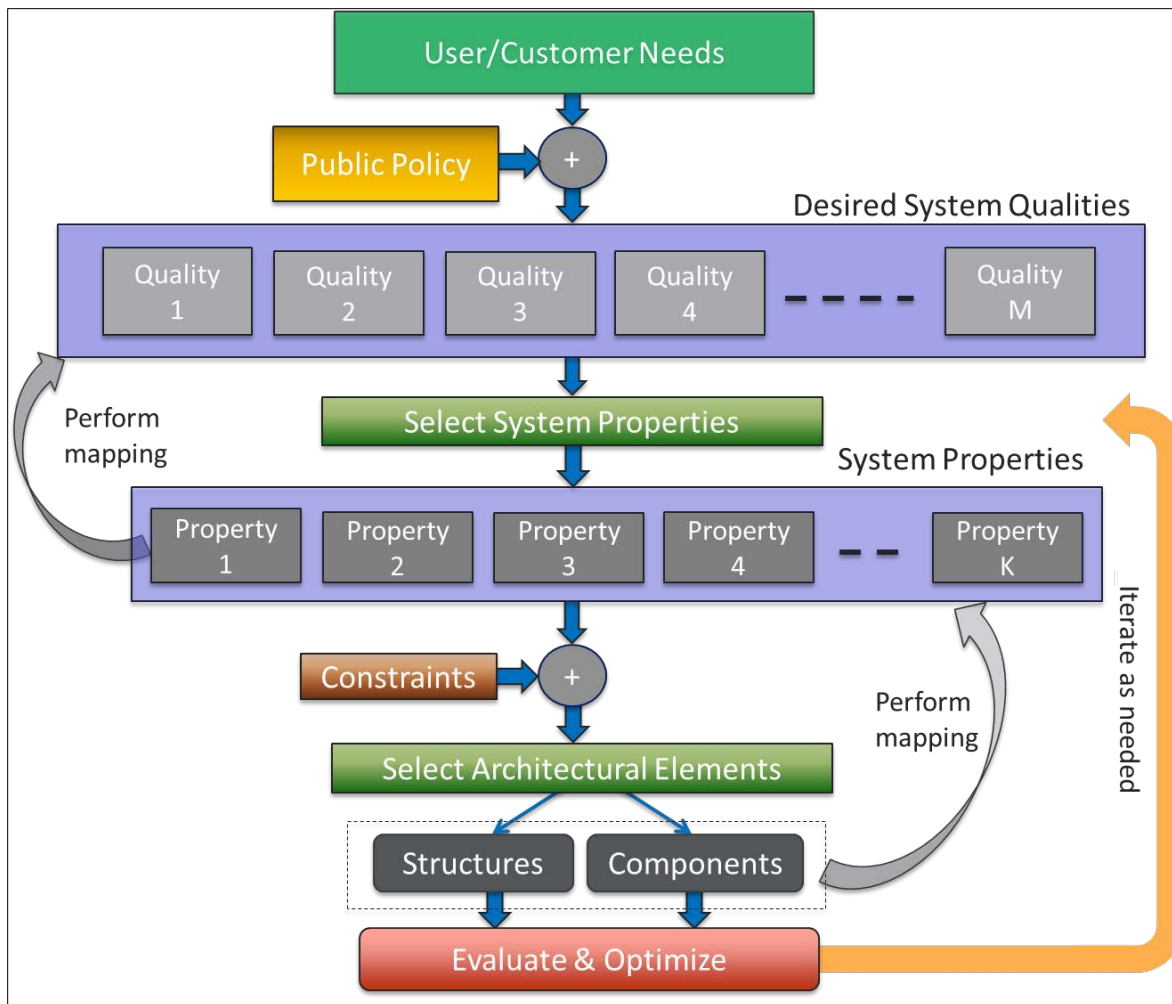 User/Customer Needs
Public Policy
+
Desired System Qualities
Quality
1
Quality
2
Quality
3
Quality
4
Quality
M
Perform
mapping
Select System Properties
System Properties
Property
1
Property
2
Property
3
Property
4
Property
K
Constraints
+
Iterate as needed
Perform
mapping
Select Architectural Elements
Structures
Components
Evaluate & Optimize